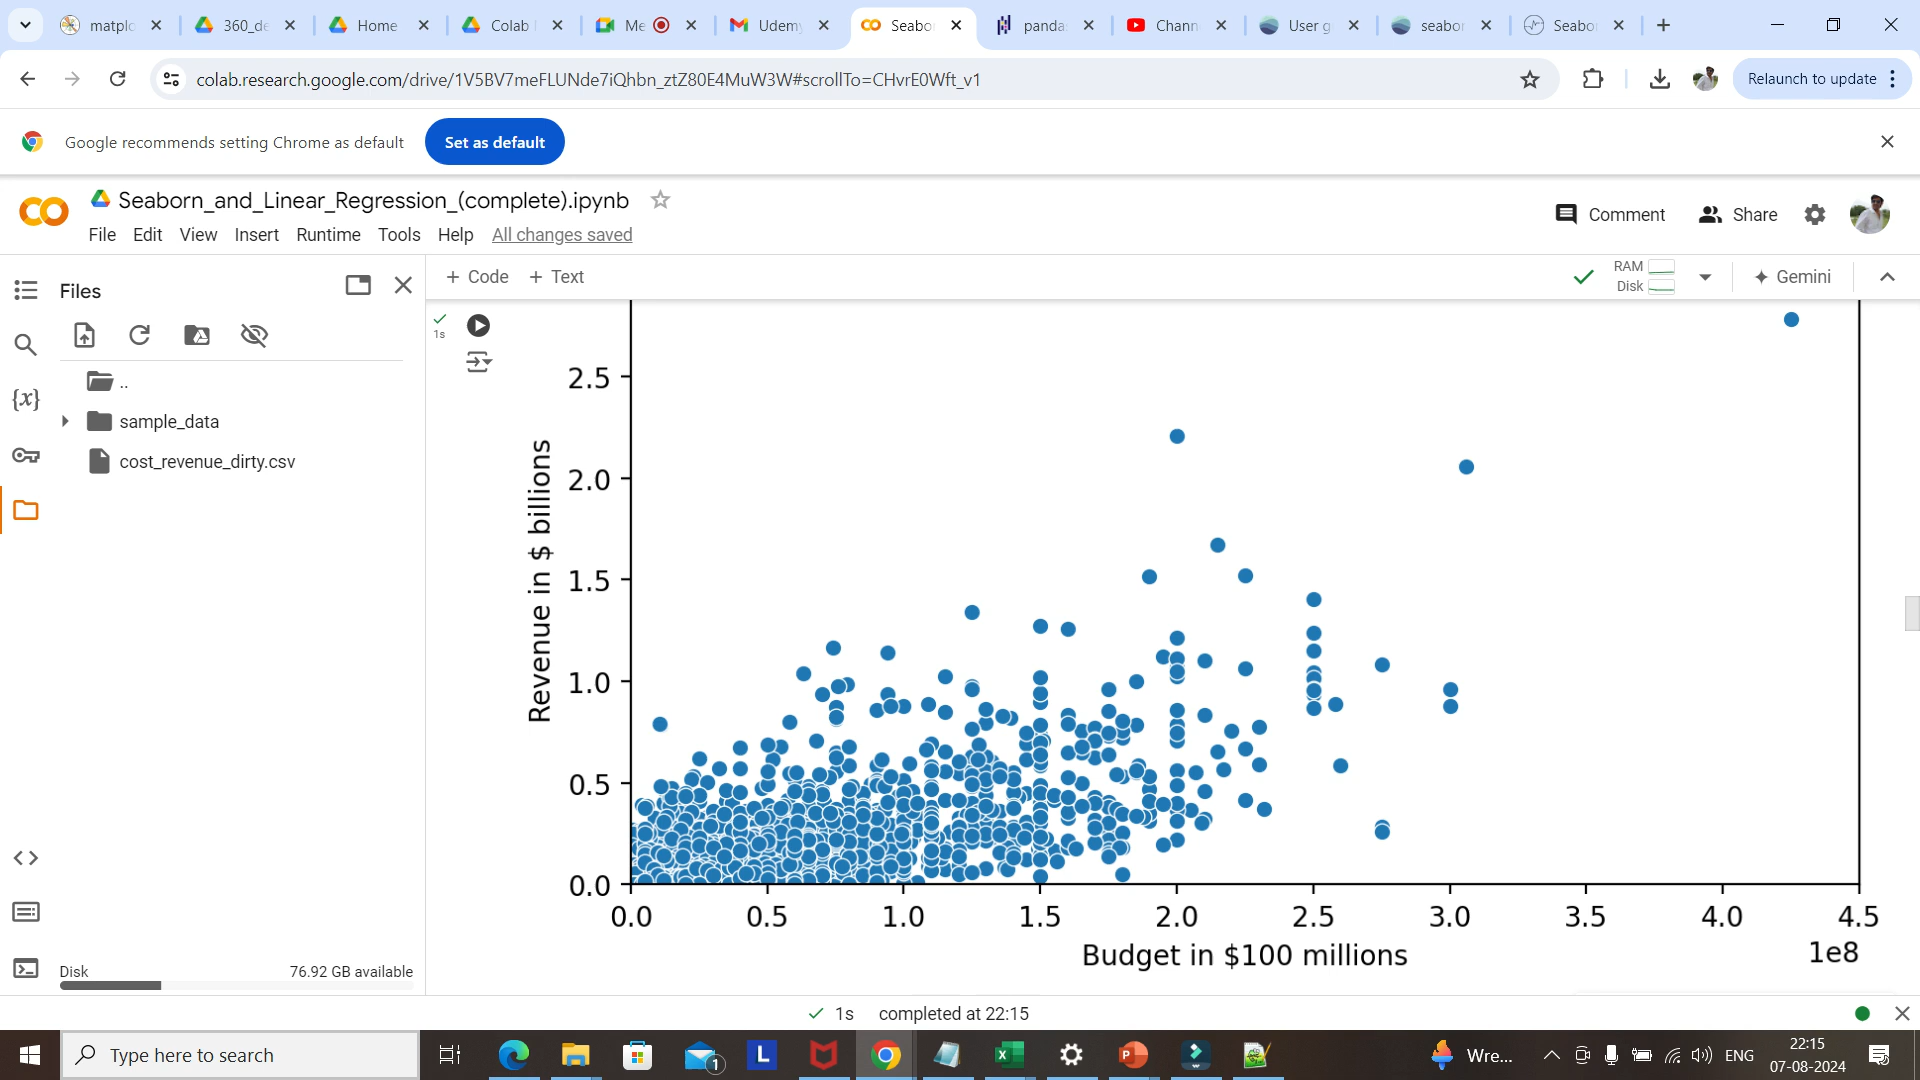 matplo
360_de
Home
Colab
Me
Udemy
Seabor
panda
Chann
User g
seabor
Seabo
colab.research.google.com/drive/1V5BV7meFLUNde7iQhbn_ztZ80E4MuW3W#scrollTo=CHvrE0Wft_v1
Relaunch to update
Google recommends setting Chrome as default
Set as default
Seaborn_and_Linear_Regression_(complete).ipynb
File Edit View Insert Runtime Tools Help All changes saved
Comment
Share
Files
+ Code + Text
RAM
Disk
Gemini
..
sample_data
cost_revenue_dirty.csv
{x}
Disk
76.92 GB available
1s
Revenue in $ billions
2.5
2.0
1.5
1.0
0.5
0.0
0.0 0.5 1.0 1.5 2.0 2.5 3.0 3.5 4.0 4.5
Budget in $100 millions
1e8
1s completed at 22:15
Type here to search
1
L
Wre...
ENG
22:15
07-08-2024